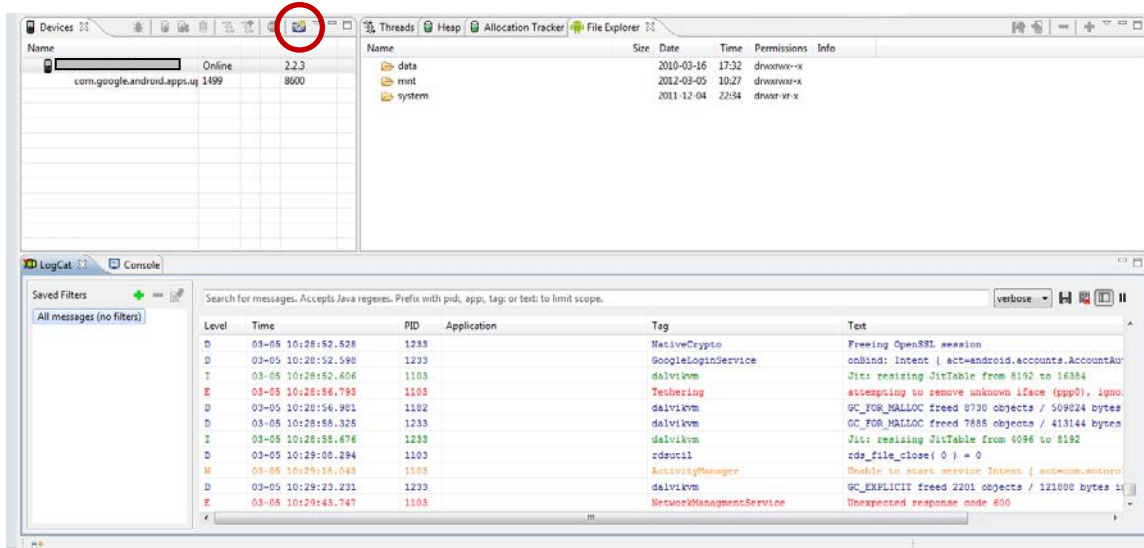 Devices
Threads Heap Allocation Tracker File Explorer
Name
Online 2.2.3
com.google.android.apps.uj 1499 8600
Name Size Date Time Permissions Info
data 2010-03-16 17:32 drwxrwx--x
mnt 2012-03-05 10:27 drwxrwxr-x
system 2011-12-04 22:34 drwxr-xr-x
LogCat Console
Saved Filters
All messages (no filters)
Search for messages. Accepts Java regexes. Prefix with pid:, app:, tag: or text: to limit scope.
verbose
Level Time PID Application Tag Text
D 03-05 10:28:52.528 1233 NativeCrypto Freeing OpenSSL session
D 03-05 10:28:52.598 1233 GoogleLoginService onBind: Intent { act=android.accounts.AccountAu
I 03-05 10:28:52.606 1103 dalvikvm Jit: resizing JitTable from 8192 to 16384
E 03-05 10:28:56.793 1103 Tethering attempting to remove unknown iface (ppp0), igno
D 03-05 10:28:56.981 1182 dalvikvm GC_FOR_MALLOC freed 8730 objects / 509824 bytes
D 03-05 10:28:58.325 1233 dalvikvm GC_FOR_MALLOC freed 7885 objects / 413144 bytes
I 03-05 10:28:58.676 1233 dalvikvm Jit: resizing JitTable from 4096 to 8192
D 03-05 10:29:08.294 1103 rdsutil rds_file_close( 0 ) = 0
W 03-05 10:29:18.043 1103 ActivityManager Unable to start service Intent { act=com.motoro
D 03-05 10:29:23.231 1233 dalvikvm GC_EXPLICIT freed 2201 objects / 121808 bytes i
E 03-05 10:29:43.747 1103 NetworkManagmentService Unexpected response code 600